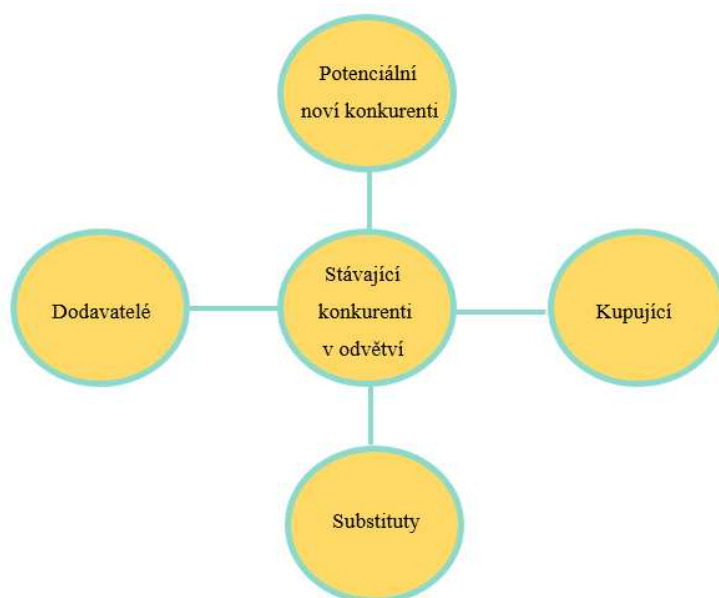 Potenciální
noví konkurenti
Dodavatelé
Stávající
konkurenti
v odvětví
Kupující
Substituty